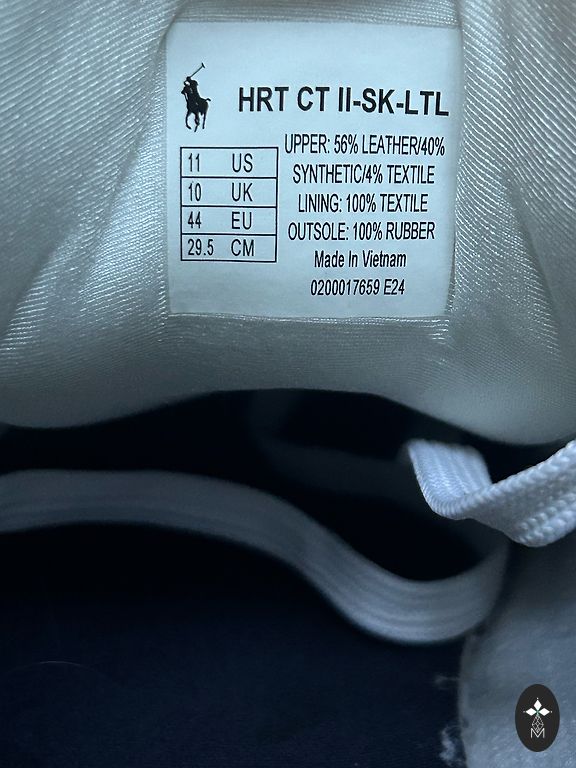 HRT CT II-SK-LTL
11 US
10 UK
44 EU
29.5 CM
UPPER: 56% LEATHER/40%
SYNTHETIC/4% TEXTILE
LINING: 100% TEXTILE
OUTSOLE: 100% RUBBER
Made In Vietnam
0200017659 E24
M